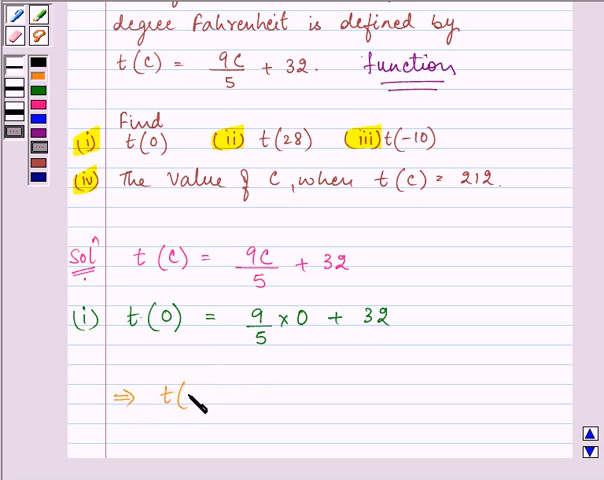 degree Fahrenheit is defined by
t(C) = 9C/5 + 32. function
Find
(i) t(0) (ii) t(28) (iii) t(-10)
(iv) The value of C, when t(C) = 212.
Solⁿ t(C) = 9C/5 + 32
(i) t(0) = 9/5 × 0 + 32
⇒ t(